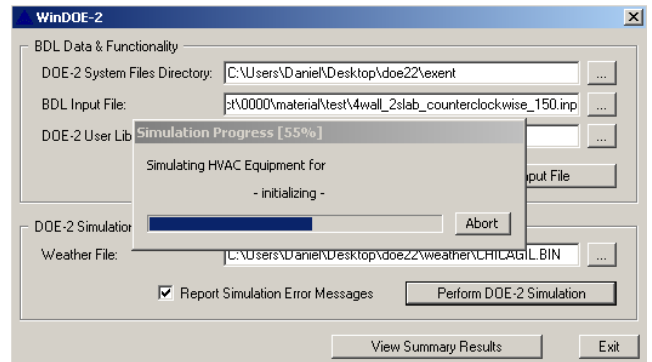 WinDOE-2
BDL Data & Functionality
DOE-2 System Files Directory: C:\Users\Daniel\Desktop\doe22\exent ...
BDL Input File: :t\0000\material\test\4wall_2slab_counterclockwise_150.inp ...
DOE-2 User Lib ...
Simulation Progress [55%]
Simulating HVAC Equipment for
- initializing -
Abort
nput File
DOE-2 Simulation
Weather File: C:\Users\Daniel\Desktop\doe22\weather\CHICAGIL.BIN ...
Report Simulation Error Messages Perform DOE-2 Simulation
View Summary Results Exit